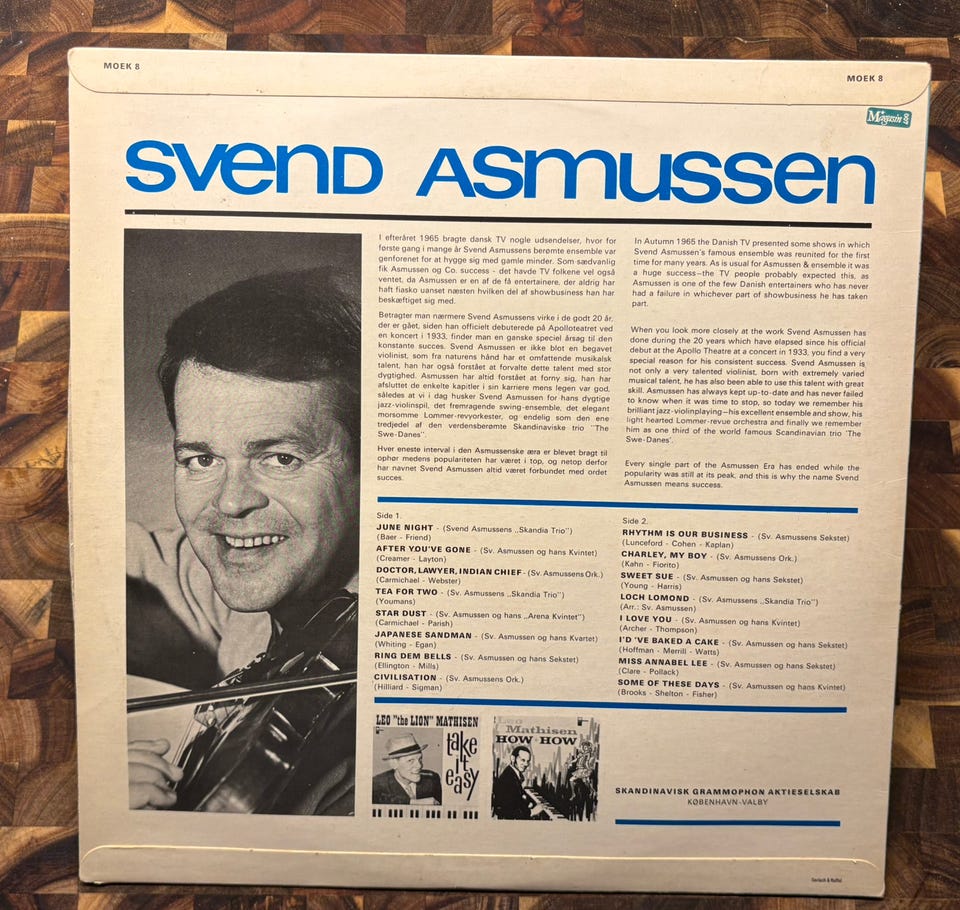 MOEK 8
MOEK 8
Magasin
Svend Asmussen
I efteråret 1965 bragte dansk TV nogle udsendelser, hvor for
første gang i mange år Svend Asmussens berømte ensemble var
genforenet for at hygge sig med gamle minder. Som sædvanlig
fik Asmussen og Co. success - det havde TV folkene vel også
ventet, da Asmussen er en af de få entertainere, der aldrig har
haft fiasko uanset næsten hvilken del af showbusiness han har
beskæftiget sig med.
Betragter man nærmere Svend Asmussens virke i de godt 20 år,
der er gået, siden han officielt debuterede på Apolloteatret ved
en koncert i 1933, finder man en ganske speciel årsag til den
konstante succes. Svend Asmussen er ikke blot en begavet
violinist, som fra naturens hånd har et omfattende musikalsk
talent, han har også forstået at forvalte dette talent med stor
dygtighed. Asmussen har altid forstået at forny sig, han har
afsluttet de enkelte kapitler i sin karriere mens legen var god,
således at vi i dag husker Svend Asmussen for hans dygtige
jazz-violinspil, det fremragende swing-ensemble, det elegant
morsomme Lommer-revyorkester, og endelig som den ene
tredjedel af den verdensberømte Skandinaviske trio "The
Swe-Danes".
Hver eneste interval i den Asmussenske æra er blevet bragt til
ophør medens populariteten har været i top, og netop derfor
har navnet Svend Asmussen altid været forbundet med ordet
succes.
In Autumn 1965 the Danish TV presented some shows in which
Svend Asmussen's famous ensemble was reunited for the first
time for many years. As is usual for Asmussen & ensemble it was
a huge success–the TV people probably expected this, as
Asmussen is one of the few Danish entertainers who has never
had a failure in whichever part of showbusiness he has taken
part.
When you look more closely at the work Svend Asmussen has
done during the 20 years which have elapsed since his official
debut at the Apollo Theatre at a concert in 1933, you find a very
special reason for his consistent success. Svend Asmussen is
not only a very talented violinist, born with extremely varied
musical talent, he has also been able to use this talent with great
skill. Asmussen has always kept up-to-date and has never failed
to know when it was time to stop, so today we remember his
brilliant jazz-violinplaying–his excellent ensemble and show, his
light hearted Lommer-revue orchestra and finally we remember
him as one third of the world famous Scandinavian trio 'The
Swe-Danes'.
Every single part of the Asmussen Era has ended while the
popularity was still at its peak, and this is why the name Svend
Asmussen means success.
Side 1.
JUNE NIGHT - (Svend Asmussens „Skandia Trio")
(Baer - Friend)
AFTER YOU'VE GONE - (Sv. Asmussen og hans Kvintet)
(Creamer - Layton)
DOCTOR, LAWYER, INDIAN CHIEF - (Sv. Asmussens Ork.)
(Carmichael - Webster)
TEA FOR TWO - (Sv. Asmussens „Skandia Trio")
(Youmans)
STAR DUST - (Sv. Asmussen og hans „Arena Kvintet")
(Carmichael - Parish)
JAPANESE SANDMAN - (Sv. Asmussen og hans Kvartet)
(Whiting - Egan)
RING DEM BELLS - (Sv. Asmussen og hans Sekstet)
(Ellington - Mills)
CIVILISATION - (Sv. Asmussens Ork.)
(Hilliard - Sigman)
Side 2.
RHYTHM IS OUR BUSINESS - (Sv. Asmussens Sekstet)
(Lunceford - Cohen - Kaplan)
CHARLEY, MY BOY - (Sv. Asmussens Ork.)
(Kahn - Fiorito)
SWEET SUE - (Sv. Asmussen og hans Sekstet)
(Young - Harris)
LOCH LOMOND - (Sv. Asmussens „Skandia Trio")
(Arr.: Sv. Asmussen)
I LOVE YOU - (Sv. Asmussen og hans Kvintet)
(Archer - Thompson)
I'D 'VE BAKED A CAKE - (Sv. Asmussen og hans Sekstet)
(Hoffman - Merrill - Watts)
MISS ANNABEL LEE - (Sv. Asmussen og hans Sekstet)
(Clare - Pollack)
SOME OF THESE DAYS - (Sv. Asmussen og hans Kvintet)
(Brooks - Shelton - Fisher)
LEO "the LION" MATHISEN
take
it
easy
Leo
Mathisen
HOW HOW
SKANDINAVISK GRAMMOPHON AKTIESELSKAB
KØBENHAVN-VALBY